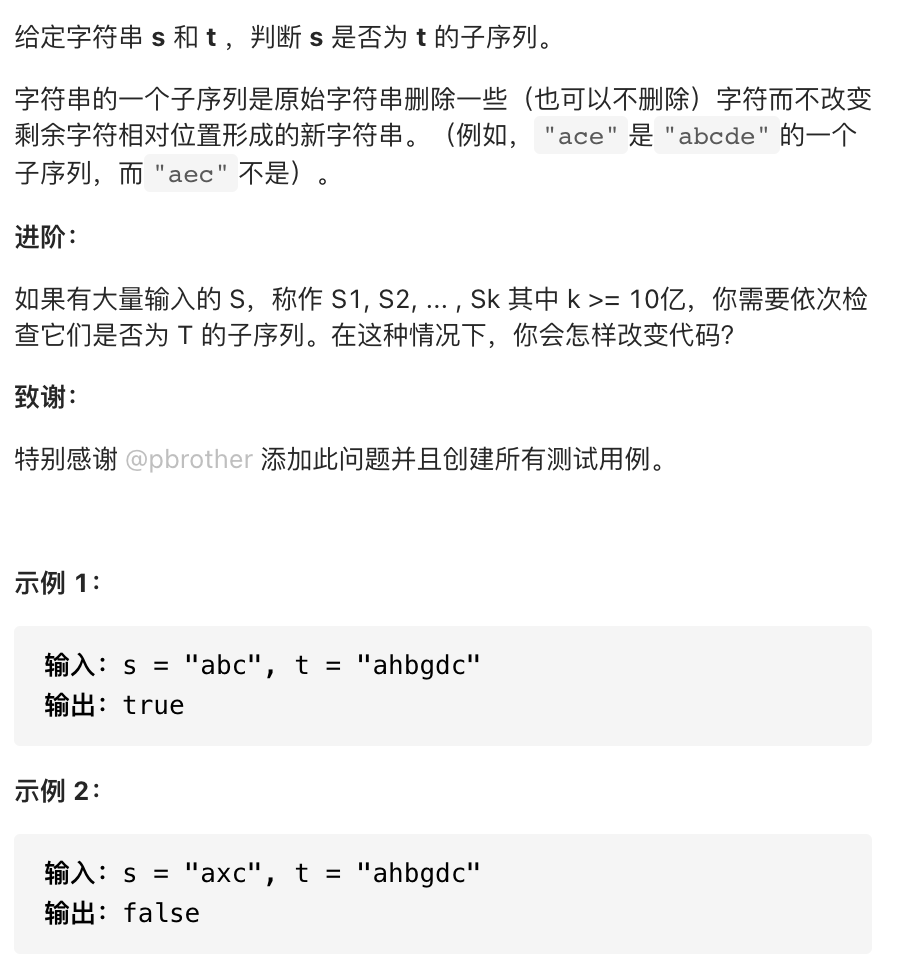 给定字符串 s 和 t ，判断 s 是否为 t 的子序列。
字符串的一个子序列是原始字符串删除一些（也可以不删除）字符而不改变
剩余字符相对位置形成的新字符串。（例如，"ace"是"abcde"的一个
子序列，而"aec"不是）。
进阶：
如果有大量输入的 S，称作 S1, S2, ... , Sk 其中 k >= 10亿，你需要依次检
查它们是否为 T 的子序列。在这种情况下，你会怎样改变代码？
致谢：
特别感谢 @pbrother 添加此问题并且创建所有测试用例。
示例 1：
输入：s = "abc", t = "ahbgdc"
输出：true
示例 2：
输入：s = "axc", t = "ahbgdc"
输出：false